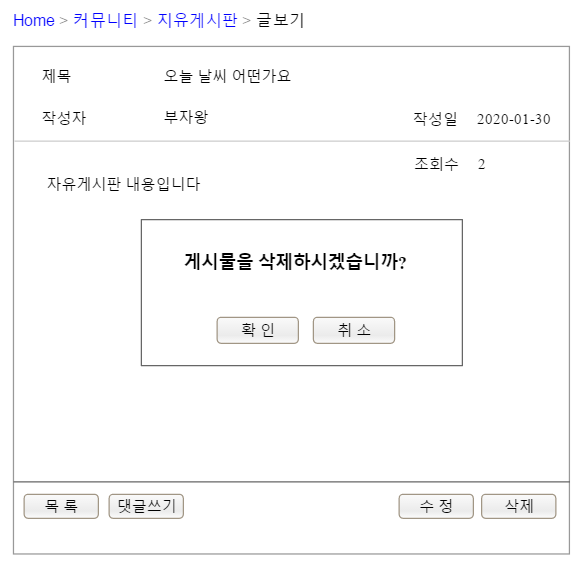 Home > 커뮤니티 > 지유게시판 > 글보기
제목 오늘 날씨 어떤가요
작성자 부자왕 작성일 2020-01-30
조회수 2
자유게시판 내용입니다
게시물을 삭제하시겠습니까?
확 인 취 소
목 록 댓글쓰기 수 정 삭제